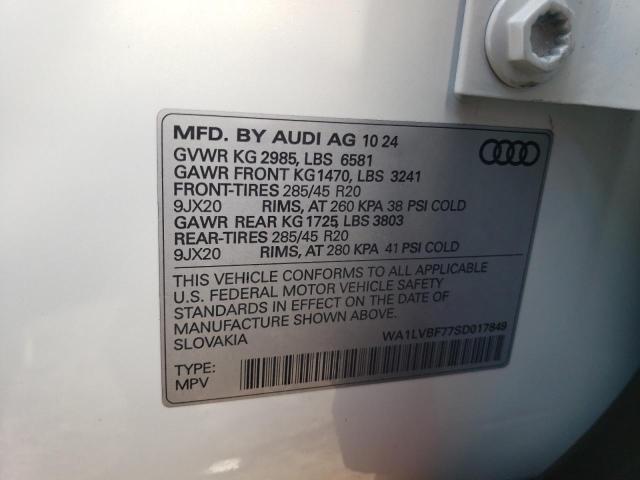 MFD. BY AUDI AG 10 24
GVWR KG 2985, LBS 6581
GAWR FRONT KG1470, LBS 3241
FRONT-TIRES 285/45 R20
9JX20 RIMS, AT 260 KPA 38 PSI COLD
GAWR REAR KG 1725, LBS 3803
REAR-TIRES 285/45 R20
9JX20 RIMS, AT 280 KPA 41 PSI COLD
THIS VEHICLE CONFORMS TO ALL APPLICABLE
U.S. FEDERAL MOTOR VEHICLE SAFETY
STANDARDS IN EFFECT ON THE DATE OF
MANUFACTURE SHOWN ABOVE.
SLOVAKIA WA1LVBF77SD017849
TYPE:
MPV